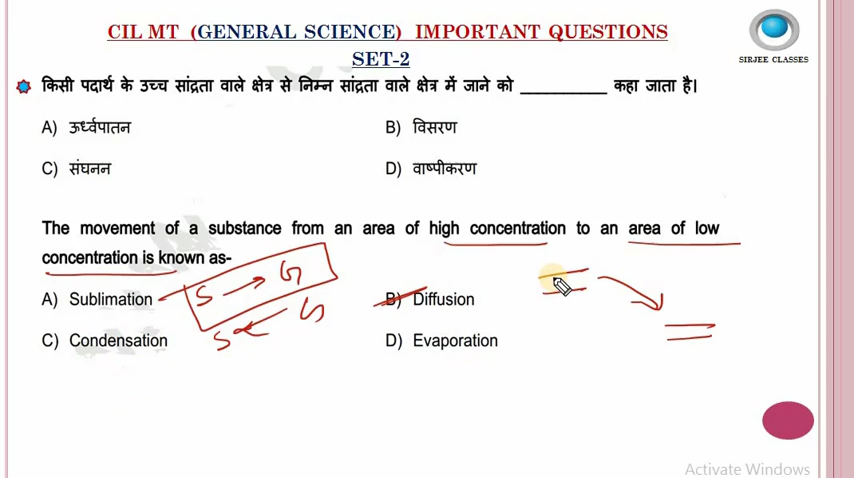 CIL MT (GENERAL SCIENCE) IMPORTANT QUESTIONS
SET-2
SIRJEE CLASSES
किसी पदार्थ के उच्च सांद्रता वाले क्षेत्र से निम्न सांद्रता वाले क्षेत्र में जाने को __________ कहा जाता है।
A) ऊर्ध्वपातन B) विसरण
C) संघनन D) वाष्पीकरण
The movement of a substance from an area of high concentration to an area of low
concentration is known as-
S → G
A) Sublimation B) Diffusion
S ← G
C) Condensation D) Evaporation
Activate Windows